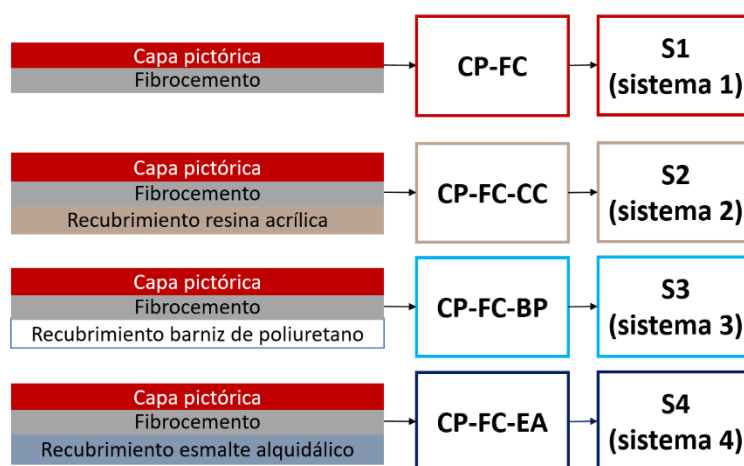 Capa pictórica
Fibrocemento
CP-FC
S1
(sistema 1)
Capa pictórica
Fibrocemento
Recubrimiento resina acrílica
CP-FC-CC
S2
(sistema 2)
Capa pictórica
Fibrocemento
Recubrimiento barniz de poliuretano
CP-FC-BP
S3
(sistema 3)
Capa pictórica
Fibrocemento
Recubrimiento esmalte alquidálico
CP-FC-EA
S4
(sistema 4)